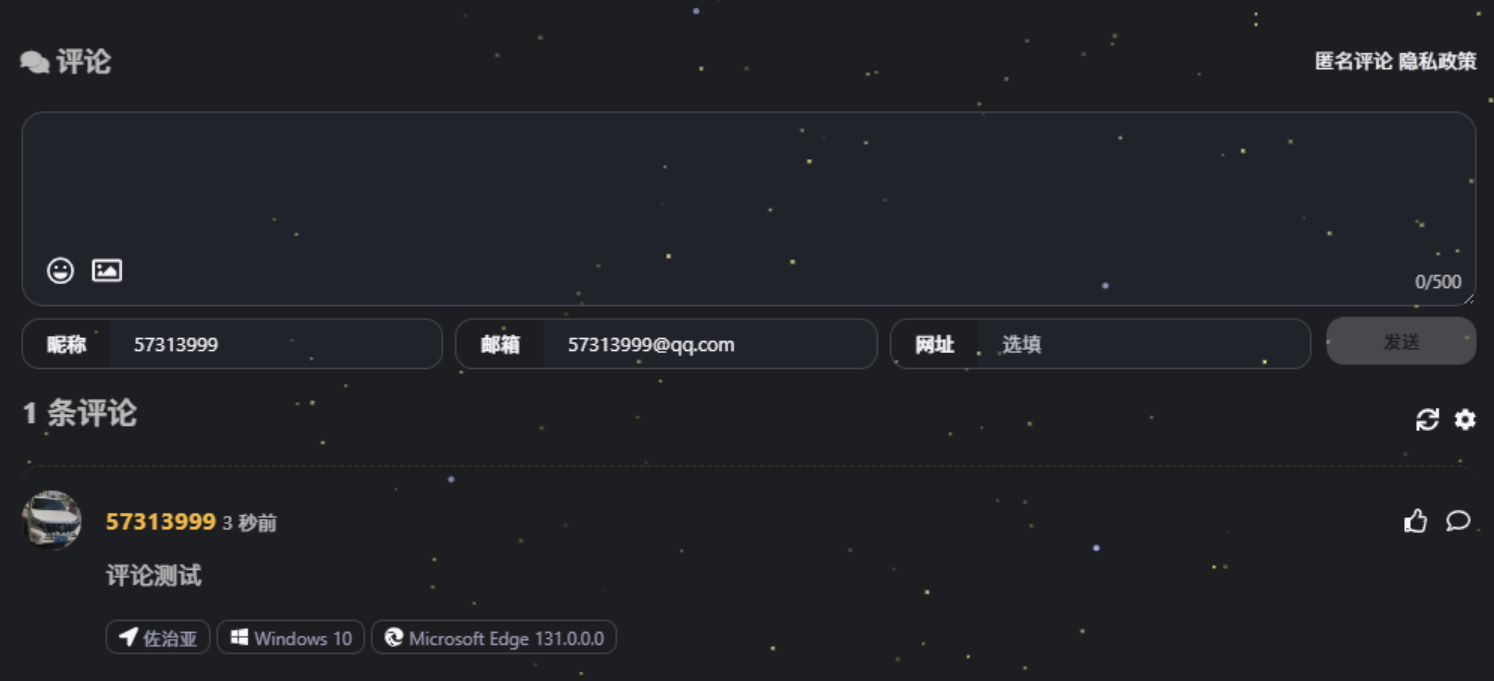 评论
匿名评论 隐私政策
0/500
昵称 57313999 邮箱 57313999@qq.com 网址 选填 发送
1 条评论
57313999 3 秒前
评论测试
佐治亚 Windows 10 Microsoft Edge 131.0.0.0